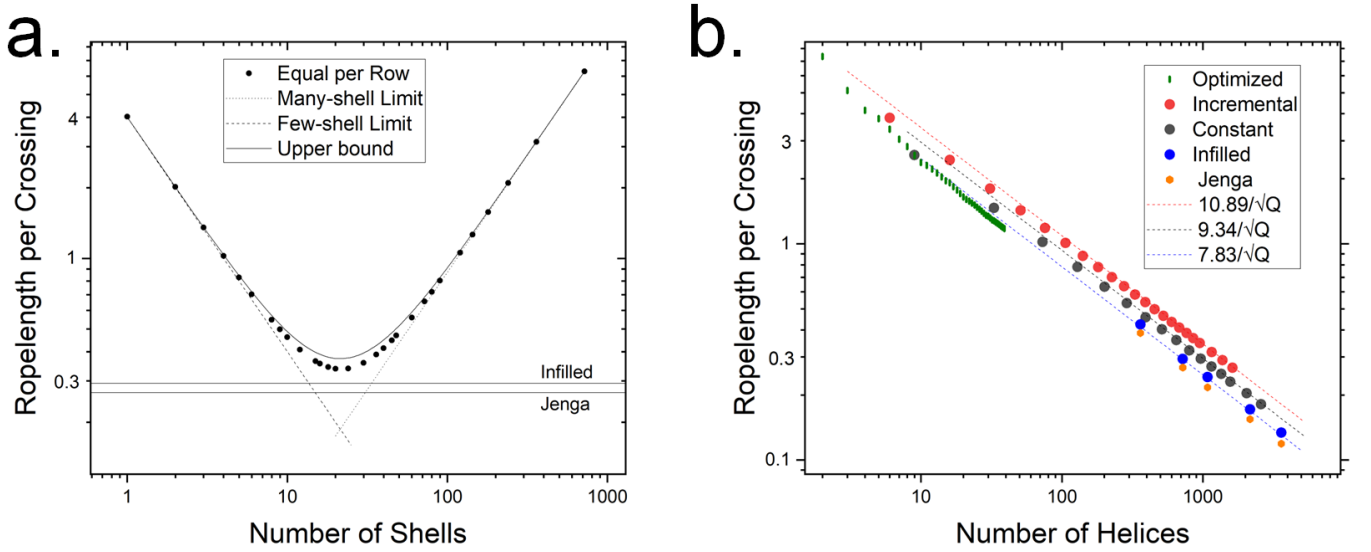 a.
Ropelength per Crossing
4
1
0.3
Equal per Row
Many-shell Limit
Few-shell Limit
Upper bound
Infilled
Jenga
1
10
100
1000
Number of Shells
b.
Ropelength per Crossing
3
1
0.3
0.1
Optimized
Incremental
Constant
Infilled
Jenga
10.89/√Q
9.34/√Q
7.83/√Q
10
100
1000
Number of Helices